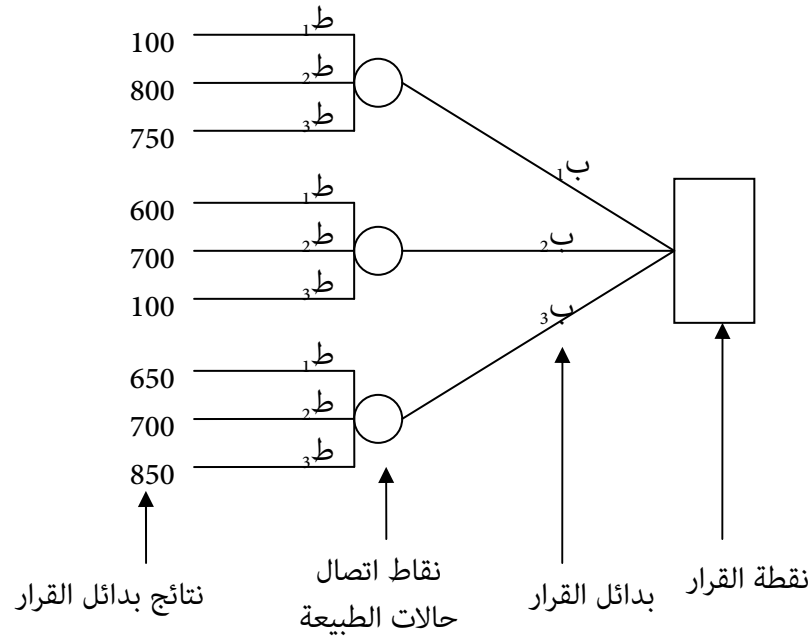 ط1 100
ط2 800
ط3 750
ب1
ط1 600
ط2 700
ط3 100
ب2
ط1 650
ط2 700
ط3 850
ب3
نقطة القرار
بدائل القرار
نقاط اتصال
حالات الطبيعة
نتائج بدائل القرار